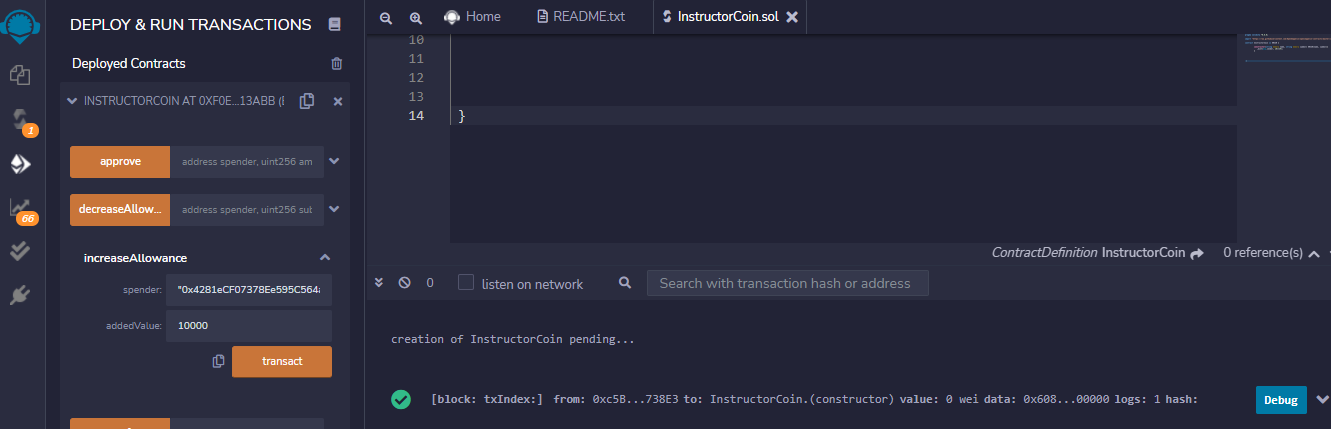 DEPLOY & RUN TRANSACTIONS
Home
README.txt
InstructorCoin.sol
Deployed Contracts
INSTRUCTORCOIN AT 0XF0E...13ABB (
1
approve
address spender, uint256 am
decreaseAllow...
address spender, uint256 sub
66
increaseAllowance
spender:
"0x4281eCF07378Ee595C564
addedValue:
10000
transact
10
11
12
13
14 }
ContractDefinition InstructorCoin
0 reference(s)
0
listen on network
Search with transaction hash or address
creation of InstructorCoin pending...
[block: txIndex:] from: 0xc5B...738E3 to: InstructorCoin.(constructor) value: 0 wei data: 0x608...00000 logs: 1 hash:
Debug